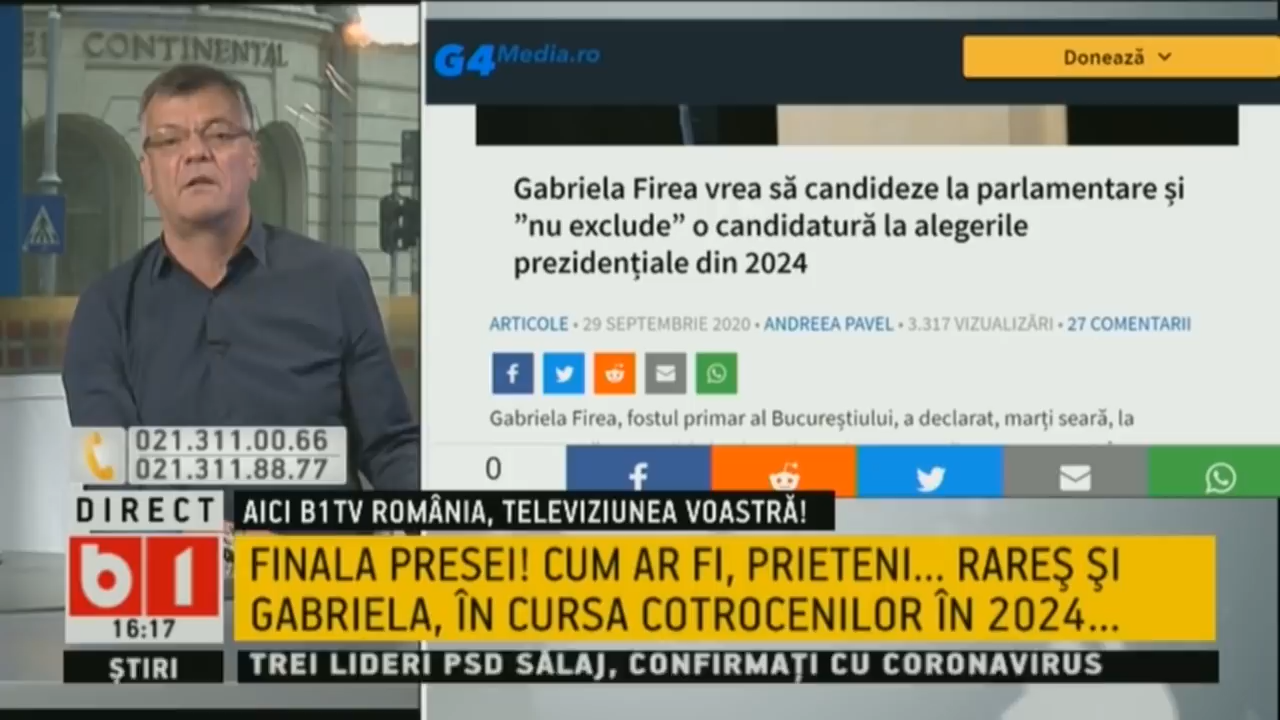 CONTINENTAL
G4Media.ro
Donează
Gabriela Firea vrea să candideze la parlamentare și
”nu exclude” o candidatură la alegerile
prezidențiale din 2024
ARTICOLE • 29 SEPTEMBRIE 2020 • ANDREEA PAVEL • 3.317 VIZUALIZĂRI • 27 COMENTARII
Gabriela Firea, fostul primar al Bucureștiului, a declarat, marți seară, la
0
021.311.00.66
021.311.88.77
DIRECT
AICI B1TV ROMÂNIA, TELEVIZIUNEA VOASTRĂ!
b1
FINALA PRESEI! CUM AR FI, PRIETENI... RAREŞ ŞI
GABRIELA, ÎN CURSA COTROCENILOR ÎN 2024...
16:17
ŞTIRI
TREI LIDERI PSD SĂLAJ, CONFIRMAȚI CU CORONAVIRUS